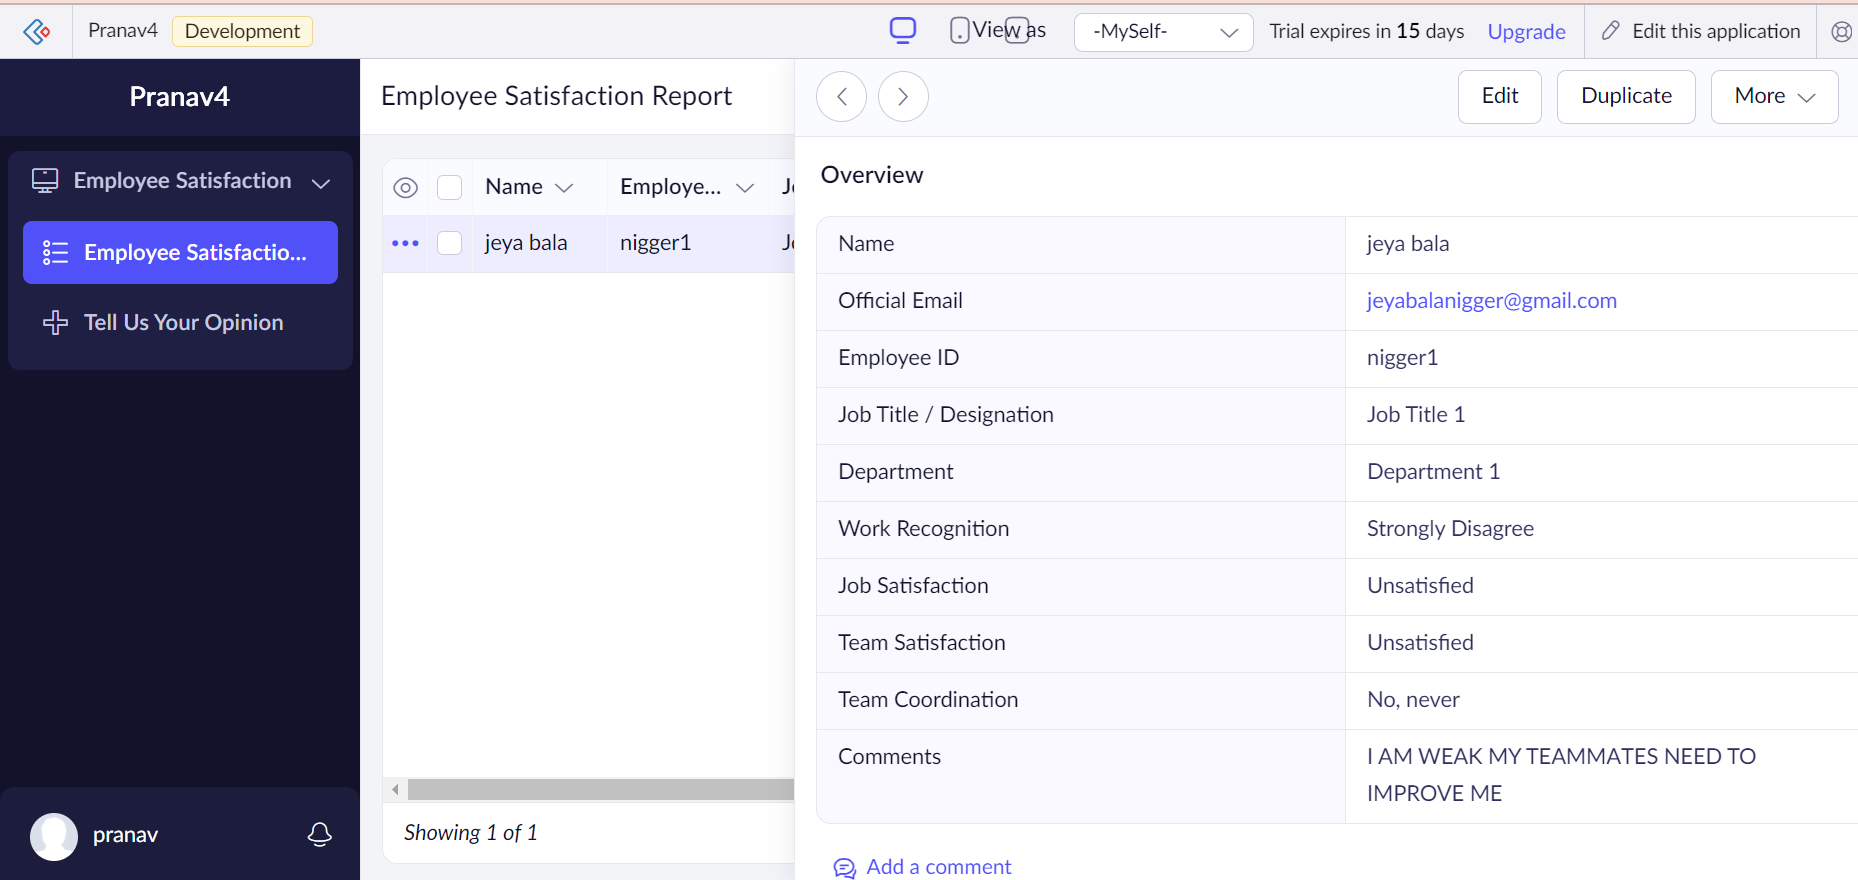 Pranav4
Development
View as
-MySelf-
Trial expires in 15 days
Upgrade
Edit this application
Pranav4
Employee Satisfaction
Employee Satisfactio...
Tell Us Your Opinion
pranav
Employee Satisfaction Report
Name
Employe...
jeya bala
nigger1
Showing 1 of 1
Edit
Duplicate
More
Overview
Name jeya bala
Official Email jeyabalanigger@gmail.com
Employee ID nigger1
Job Title / Designation Job Title 1
Department Department 1
Work Recognition Strongly Disagree
Job Satisfaction Unsatisfied
Team Satisfaction Unsatisfied
Team Coordination No, never
Comments I AM WEAK MY TEAMMATES NEED TO
IMPROVE ME
Add a comment